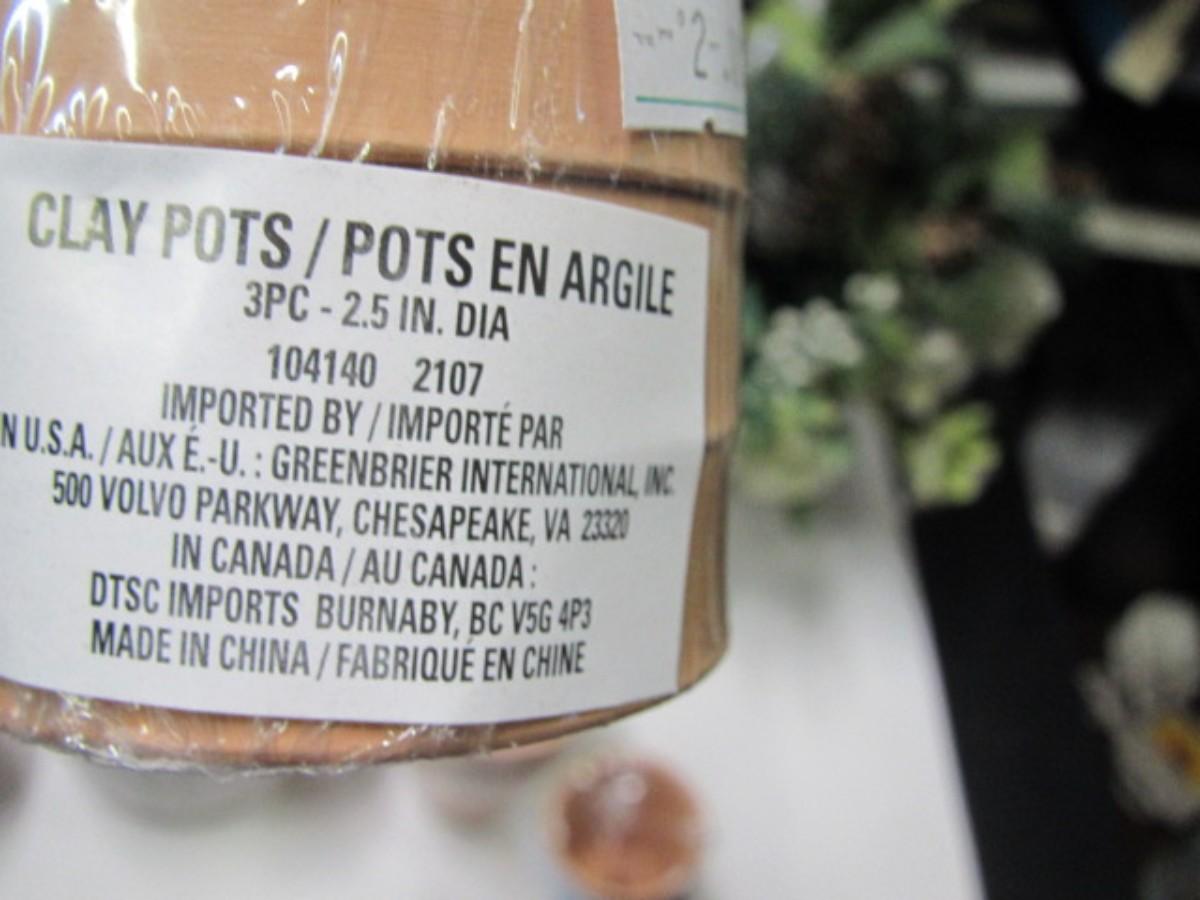 CLAY POTS / POTS EN ARGILE
3PC - 2.5 IN. DIA
104140 2107
IMPORTED BY / IMPORTÉ PAR
N U.S.A. / AUX É.-U. : GREENBRIER INTERNATIONAL, INC.
500 VOLVO PARKWAY, CHESAPEAKE, VA 23320
IN CANADA / AU CANADA :
DTSC IMPORTS BURNABY, BC V5G 4P3
MADE IN CHINA / FABRIQUÉ EN CHINE